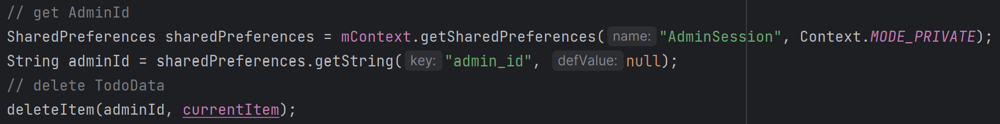 // get AdminId
SharedPreferences sharedPreferences = mContext.getSharedPreferences( name: "AdminSession", Context.MODE_PRIVATE);
String adminId = sharedPreferences.getString( key: "admin_id", defValue: null);
// delete TodoData
deleteItem(adminId, currentItem);